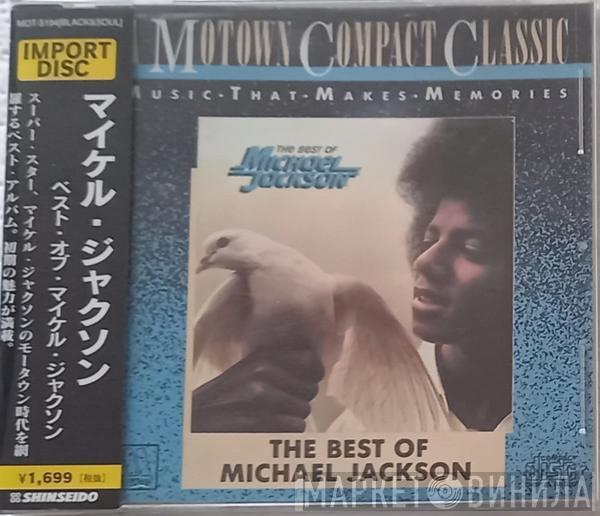 MOT-5194[BLACK&SOUL]
IMPORT
DISC
マイケル・ジャクソン
ベスト・オブ・マイケル・ジャクソン
スーパー・スター、マイケル・ジャクソンのモータウン時代を網
羅するベスト・アルバム。初期の魅力が満載。
¥1,699 [税抜]
SHINSEIDO
MOTOWN COMPACT CLASSIC
MUSIC·THAT·MAKES·MEMORIES
THE BEST OF
MICHAEL
JACKSON
THE BEST OF
MICHAEL JACKSON
COMPACT
disc
МАРКЕТ ВИНИЛА